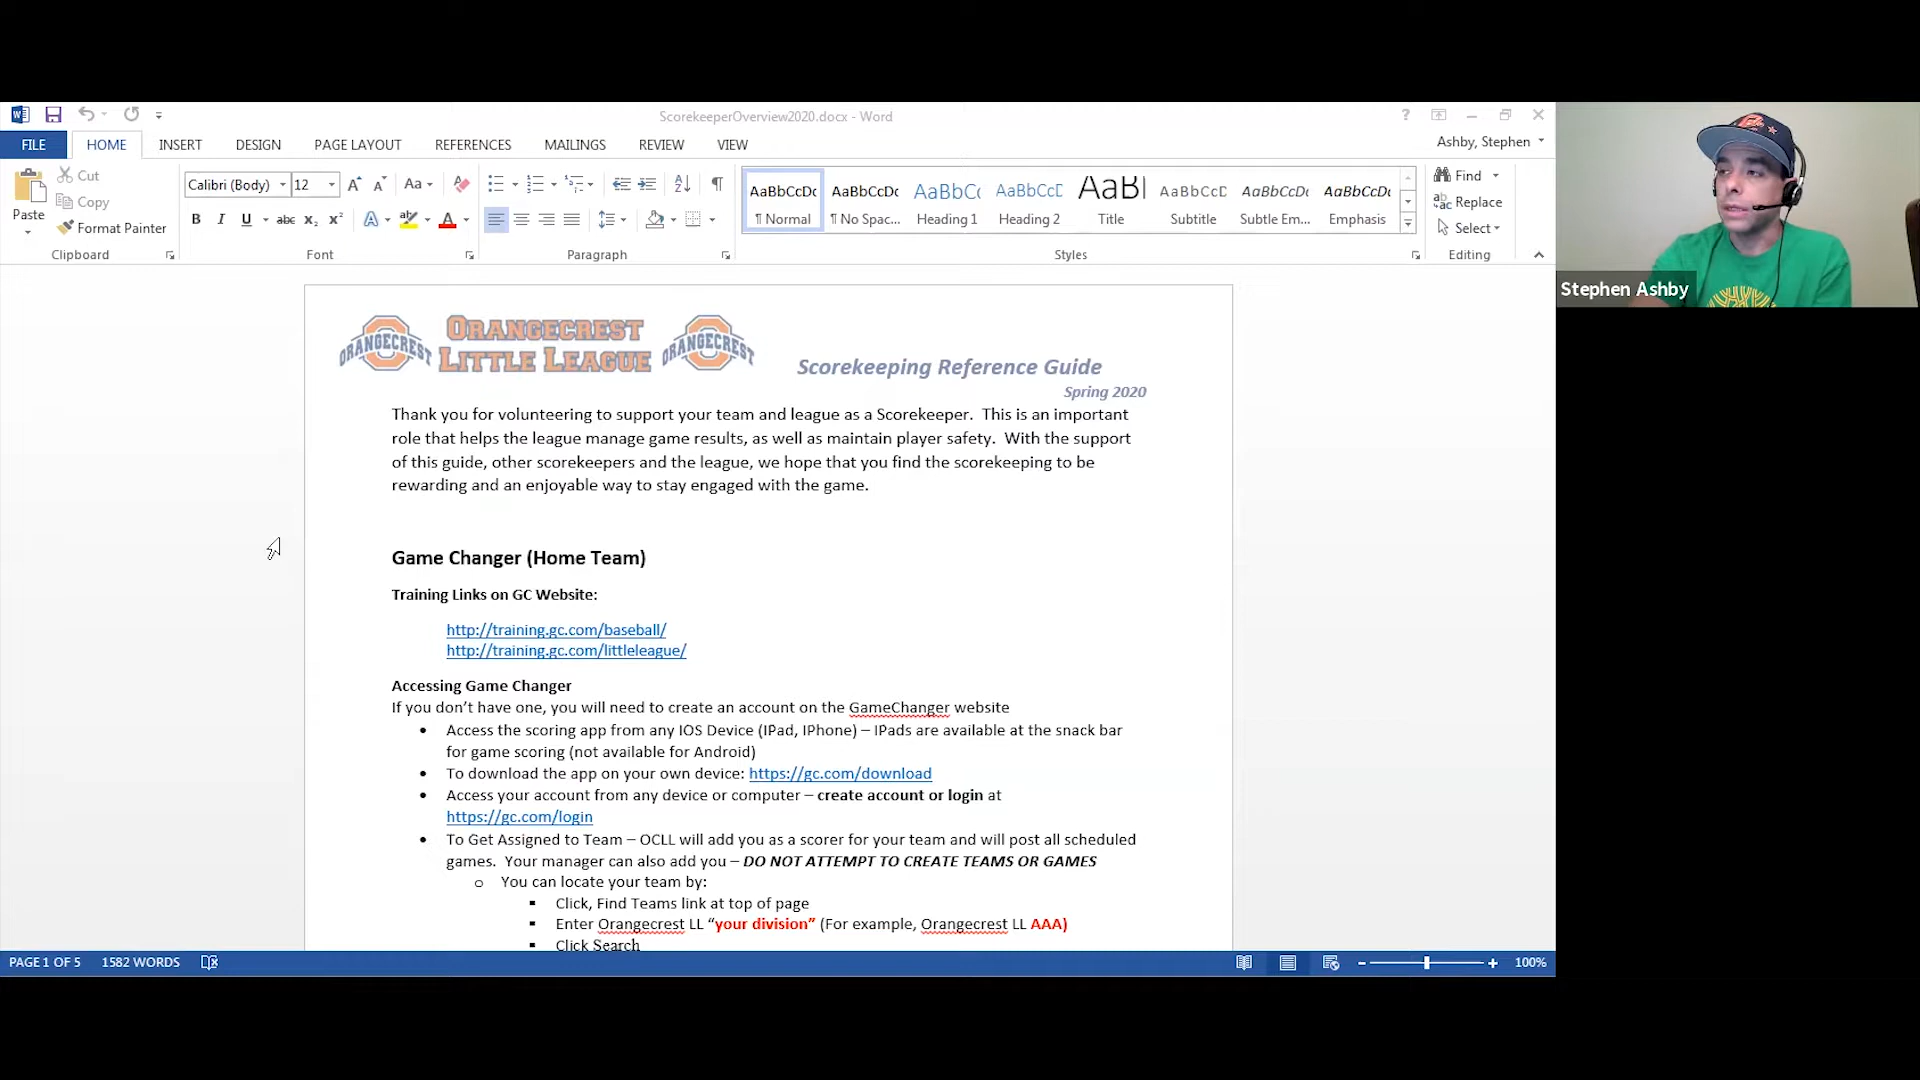 ScorekeeperOverview2020.docx - Word
?
FILE HOME INSERT DESIGN PAGE LAYOUT REFERENCES MAILINGS REVIEW VIEW Ashby, Stephen
Paste
Cut
Copy
Format Painter
Clipboard
Calibri (Body) 12
Font
Paragraph
AaBbCcDc AaBbCcDc AaBbC( AaBbCcD AaB AaBbCcD AaBbCcDc AaBbCcDc
¶ Normal ¶ No Spac... Heading 1 Heading 2 Title Subtitle Subtle Em... Emphasis
Styles
Find
Replace
Select
Editing
Stephen Ashby
ORANGECREST
ORANGECREST
LITTLE LEAGUE
ORANGECREST
Scorekeeping Reference Guide
Spring 2020
Thank you for volunteering to support your team and league as a Scorekeeper. This is an important
role that helps the league manage game results, as well as maintain player safety. With the support
of this guide, other scorekeepers and the league, we hope that you find the scorekeeping to be
rewarding and an enjoyable way to stay engaged with the game.
Game Changer (Home Team)
Training Links on GC Website:
http://training.gc.com/baseball/
http://training.gc.com/littleleague/
Accessing Game Changer
If you don’t have one, you will need to create an account on the GameChanger website
• Access the scoring app from any IOS Device (IPad, IPhone) – IPads are available at the snack bar
for game scoring (not available for Android)
• To download the app on your own device: https://gc.com/download
• Access your account from any device or computer – create account or login at
https://gc.com/login
• To Get Assigned to Team – OCLL will add you as a scorer for your team and will post all scheduled
games. Your manager can also add you – DO NOT ATTEMPT TO CREATE TEAMS OR GAMES
o You can locate your team by:
▪ Click, Find Teams link at top of page
▪ Enter Orangecrest LL “your division” (For example, Orangecrest LL AAA)
▪ Click Search
PAGE 1 OF 5 1582 WORDS 100%